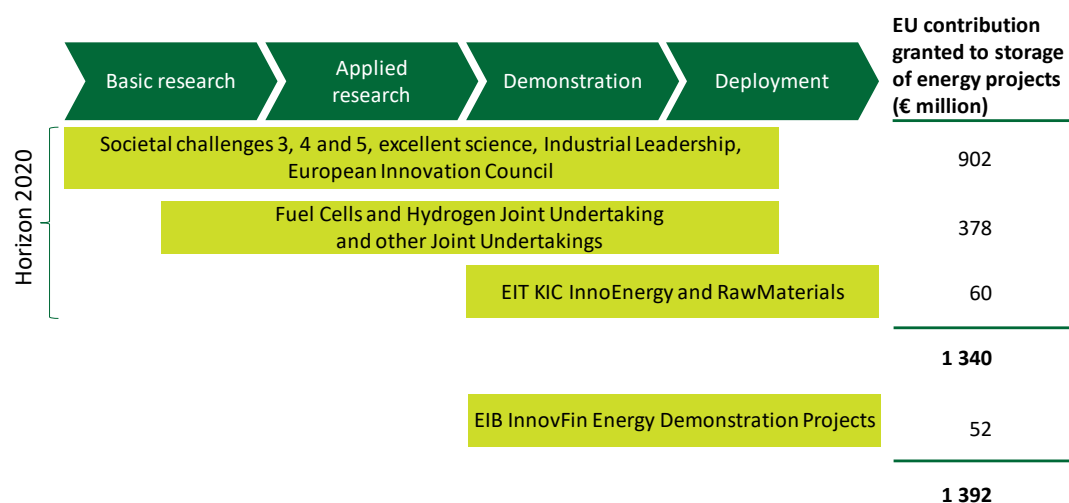 EU contribution
granted to storage
of energy projects
(€ million)
Basic research
Applied
research
Demonstration
Deployment
Horizon 2020
Societal challenges 3, 4 and 5, excellent science, Industrial Leadership,
European Innovation Council
902
Fuel Cells and Hydrogen Joint Undertaking
and other Joint Undertakings
378
EIT KIC InnoEnergy and RawMaterials
60
1 340
EIB InnovFin Energy Demonstration Projects
52
1 392